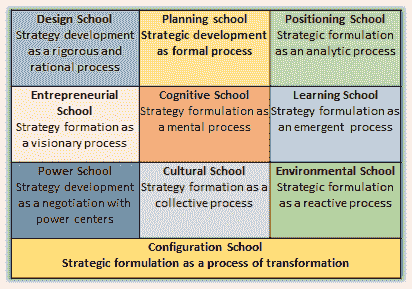 Design School
Strategy development
as a rigorous and
rational process
Planning school
Strategic development
as formal process
Positioning School
Strategic formulation
as an analytic process
Entrepreneurial
School
Strategy formation as
a visionary process
Cognitive School
Strategy formulation as
a mental process
Learning School
Strategy formulation as
an emergent process
Power School
Strategy development
as a negotiation with
power centers
Cultural School
Strategy formation as a
collective process
Environmental School
Strategic formulation
as a reactive process
Configuration School
Strategic formulation as a process of transformation